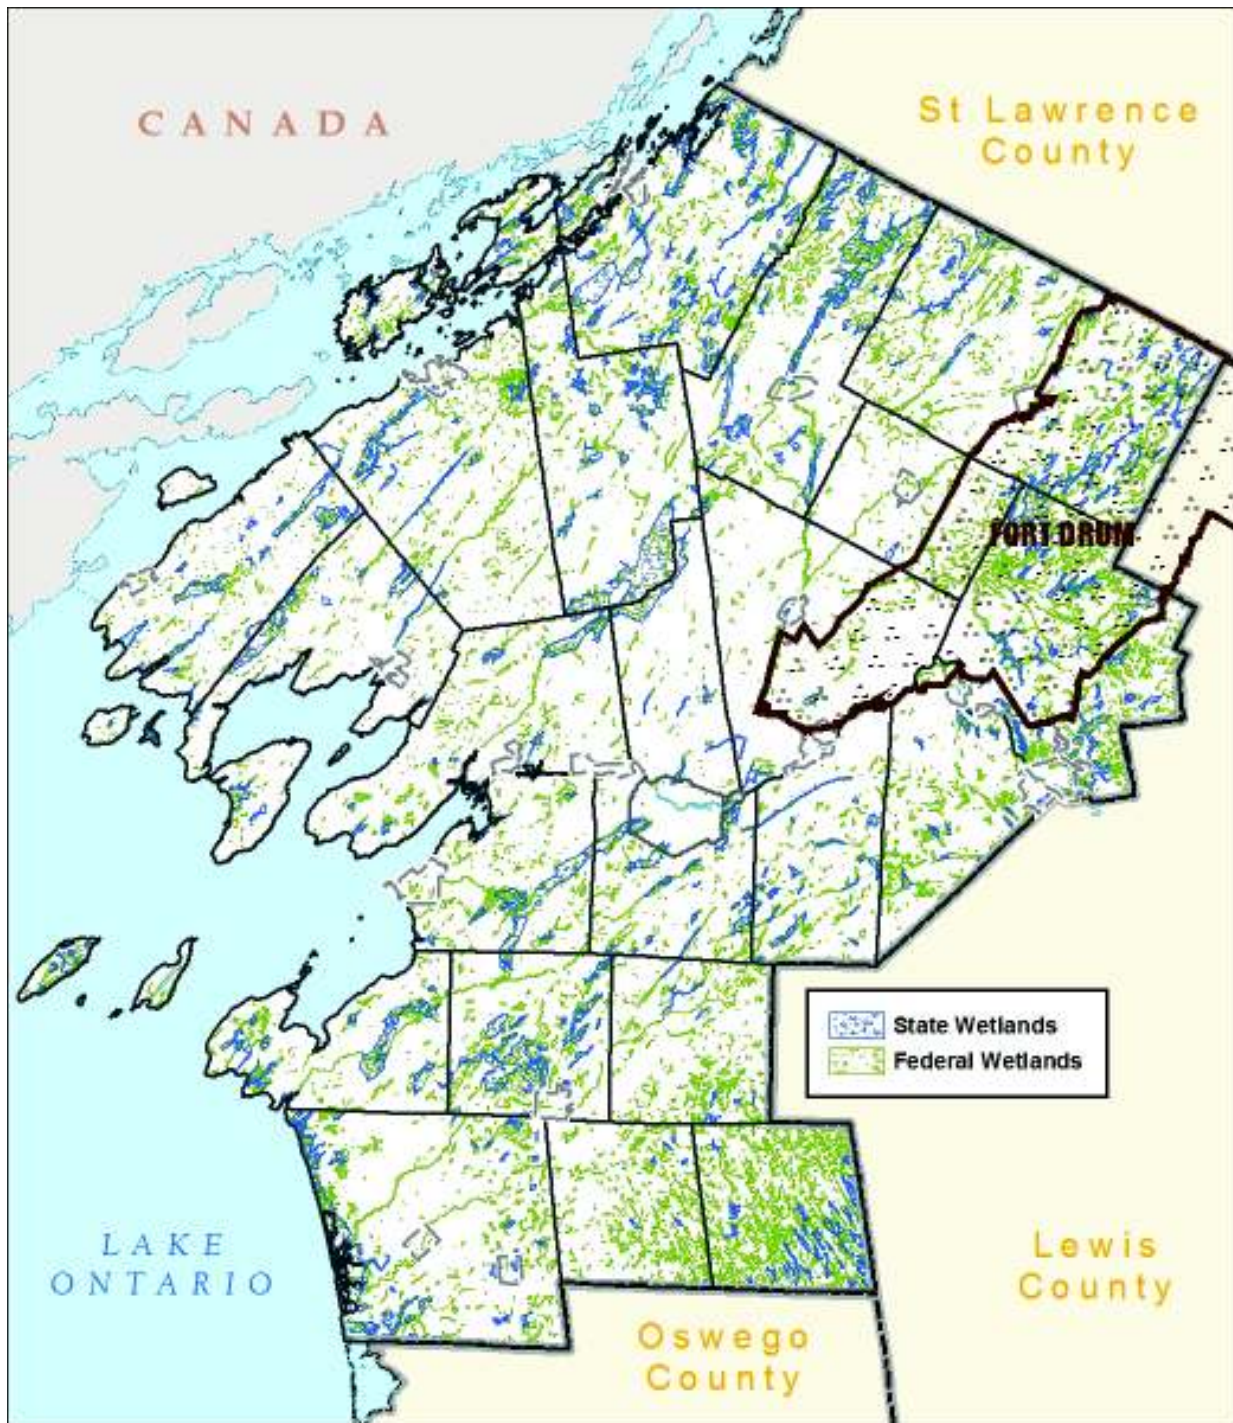 CANADA
St Lawrence
County
FORT DRUM
State Wetlands
Federal Wetlands
LAKE
ONTARIO
Lewis
County
Oswego
County